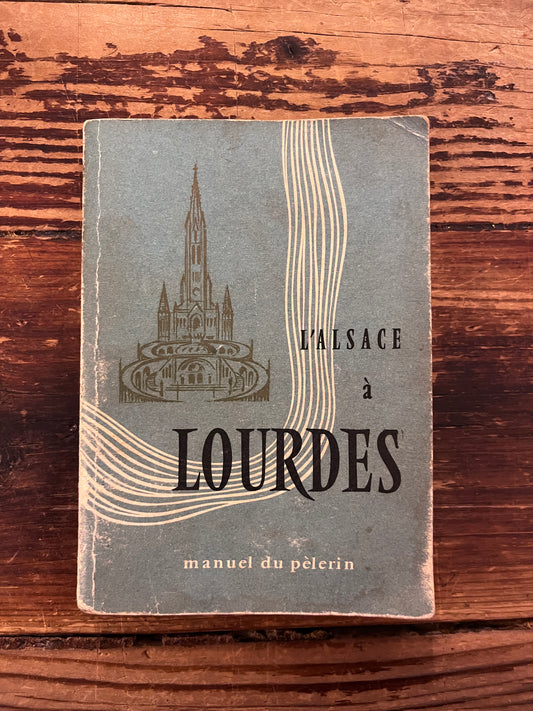 L'ALSACE
à
LOURDES
manuel du pèlerin